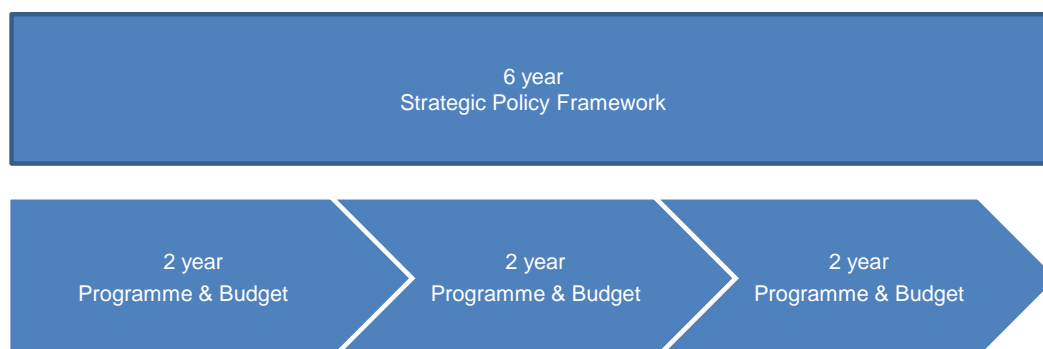 6 year
Strategic Policy Framework
2 year
Programme & Budget
2 year
Programme & Budget
2 year
Programme & Budget